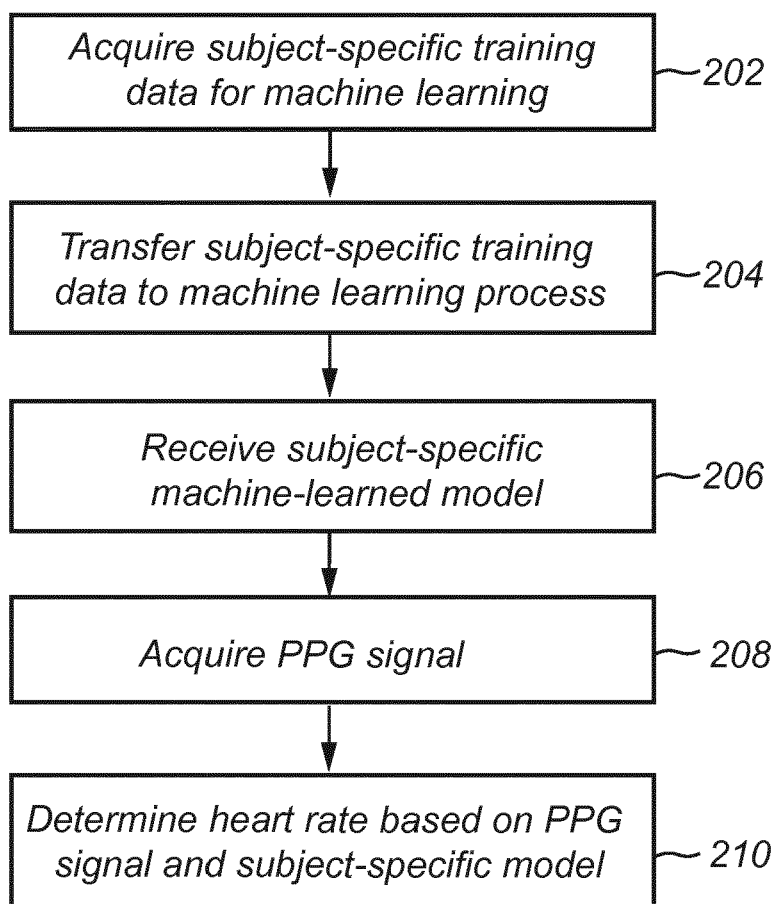 Acquire subject-specific training
data for machine learning
202
Transfer subject-specific training
data to machine learning process
204
Receive subject-specific
machine-learned model
206
Acquire PPG signal
208
Determine heart rate based on PPG
signal and subject-specific model
210